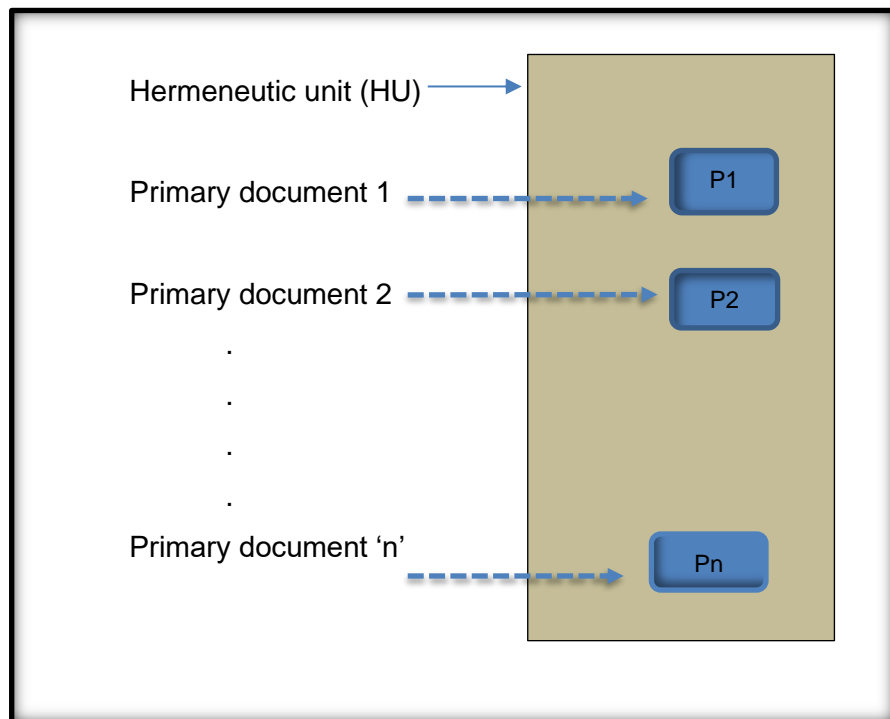 Hermeneutic unit (HU)
Primary document 1
P1
Primary document 2
P2
.
.
.
.
Primary document ‘n’
Pn